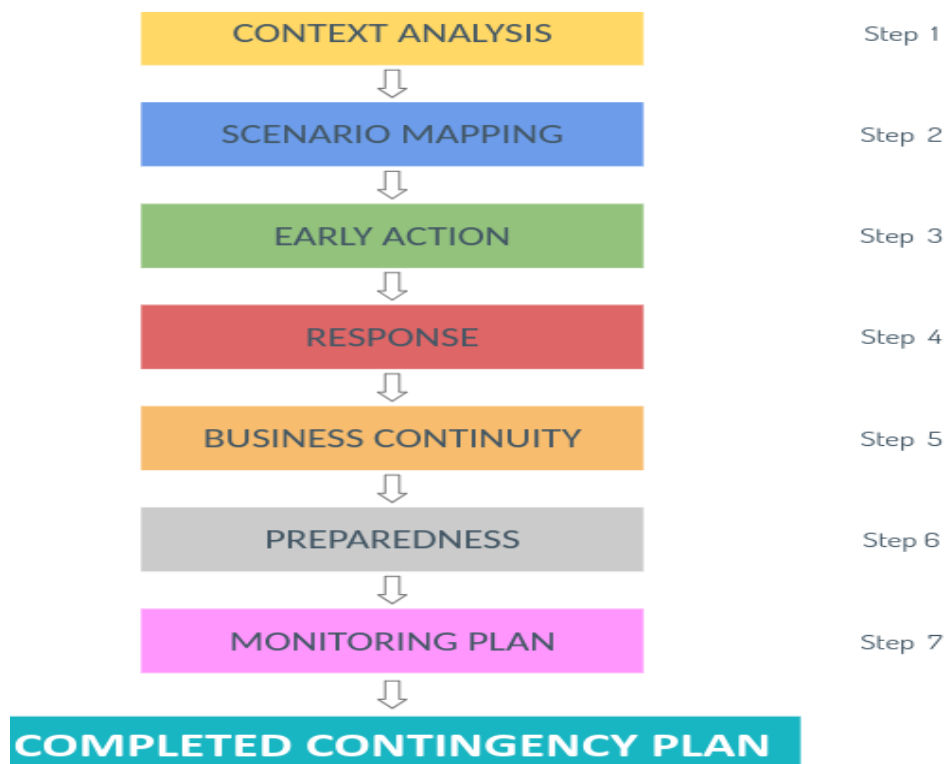 CONTEXT ANALYSIS Step 1
SCENARIO MAPPING Step 2
EARLY ACTION Step 3
RESPONSE Step 4
BUSINESS CONTINUITY Step 5
PREPAREDNESS Step 6
MONITORING PLAN Step 7
COMPLETED CONTINGENCY PLAN